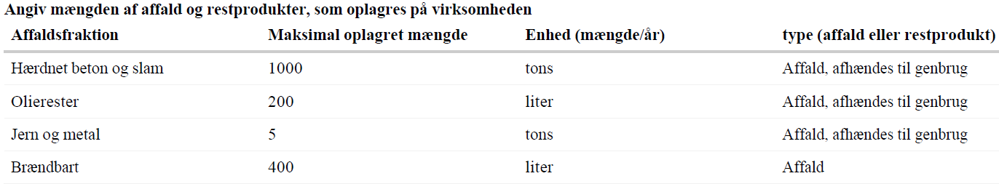 Angiv mængden af affald og restprodukter, som oplagres på virksomheden
Affaldsfraktion Maksimal oplagret mængde Enhed (mængde/år) type (affald eller restprodukt)
Hærdnet beton og slam 1000 tons Affald, afhændes til genbrug
Olierester 200 liter Affald, afhændes til genbrug
Jern og metal 5 tons Affald, afhændes til genbrug
Brændbart 400 liter Affald